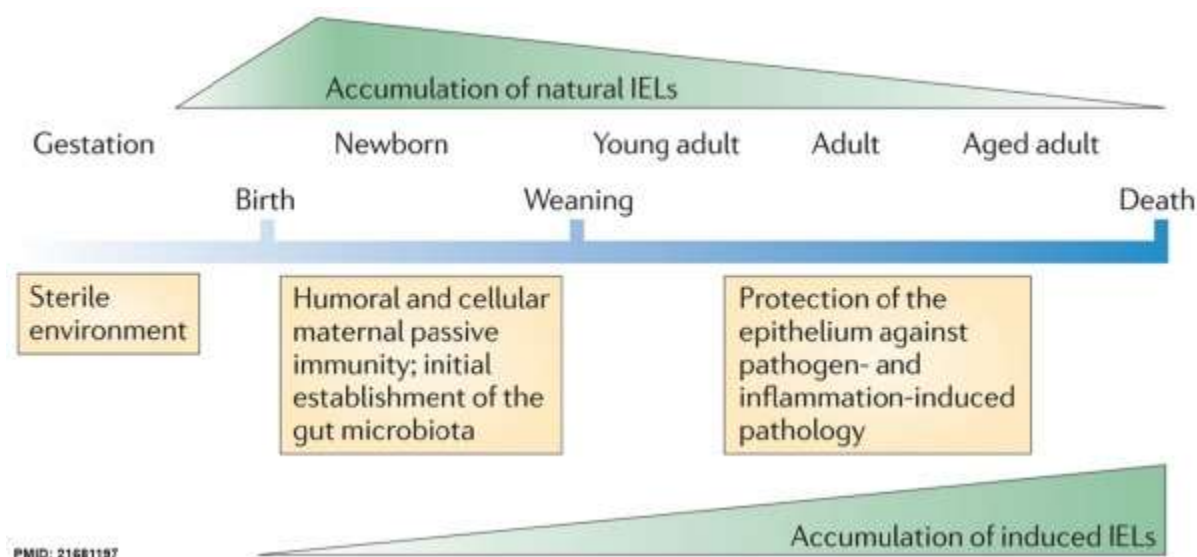 Accumulation of natural IELs
Gestation
Newborn
Young adult
Adult
Aged adult
Birth
Weaning
Death
Sterile
environment
Humoral and cellular
maternal passive
immunity; initial
establishment of the
gut microbiota
Protection of the
epithelium against
pathogen- and
inflammation-induced
pathology
Accumulation of induced IELs
PMID: 21681197